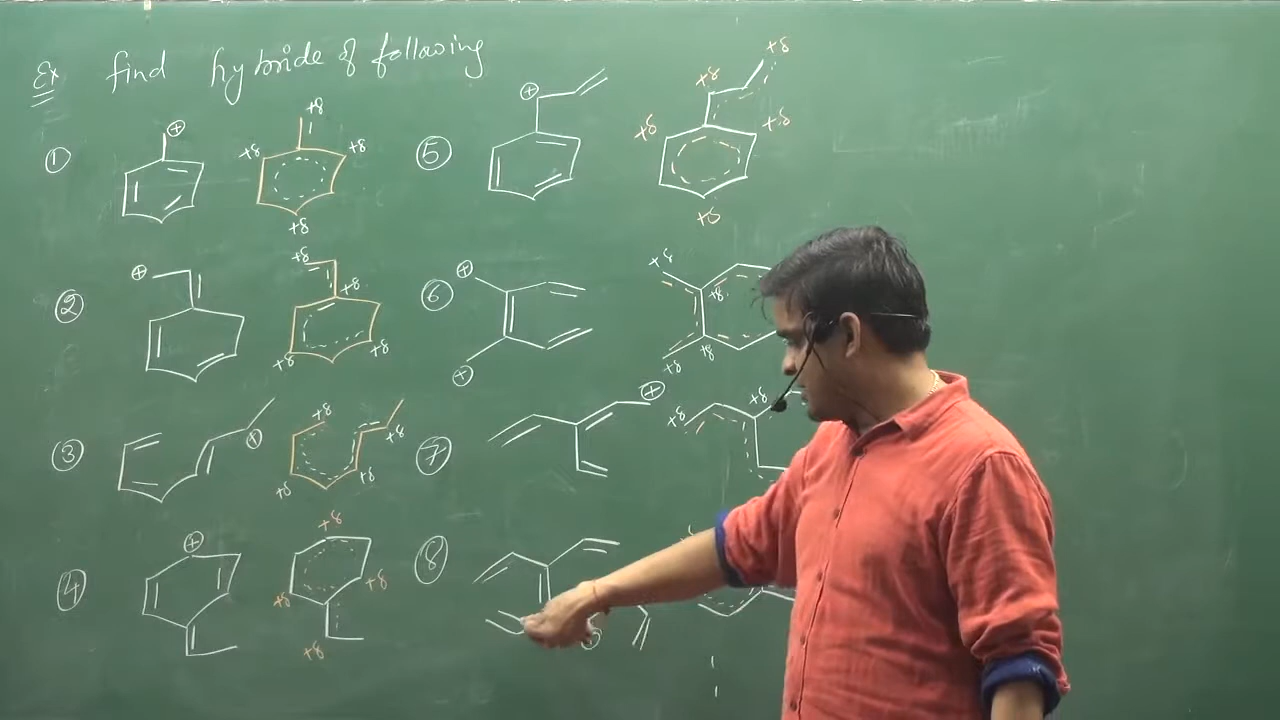 Ex find hybride of following
① ⊕ +δ +δ +δ +δ
② ⊕ +δ +δ +δ +δ
③ ⊕ +δ +δ +δ +δ
④ ⊕ +δ +δ +δ +δ
⑤ ⊕ +δ +δ +δ +δ +δ
⑥ ⊕ ⊕ +δ +δ +δ +δ
⑦ ⊕ +δ +δ
⑧